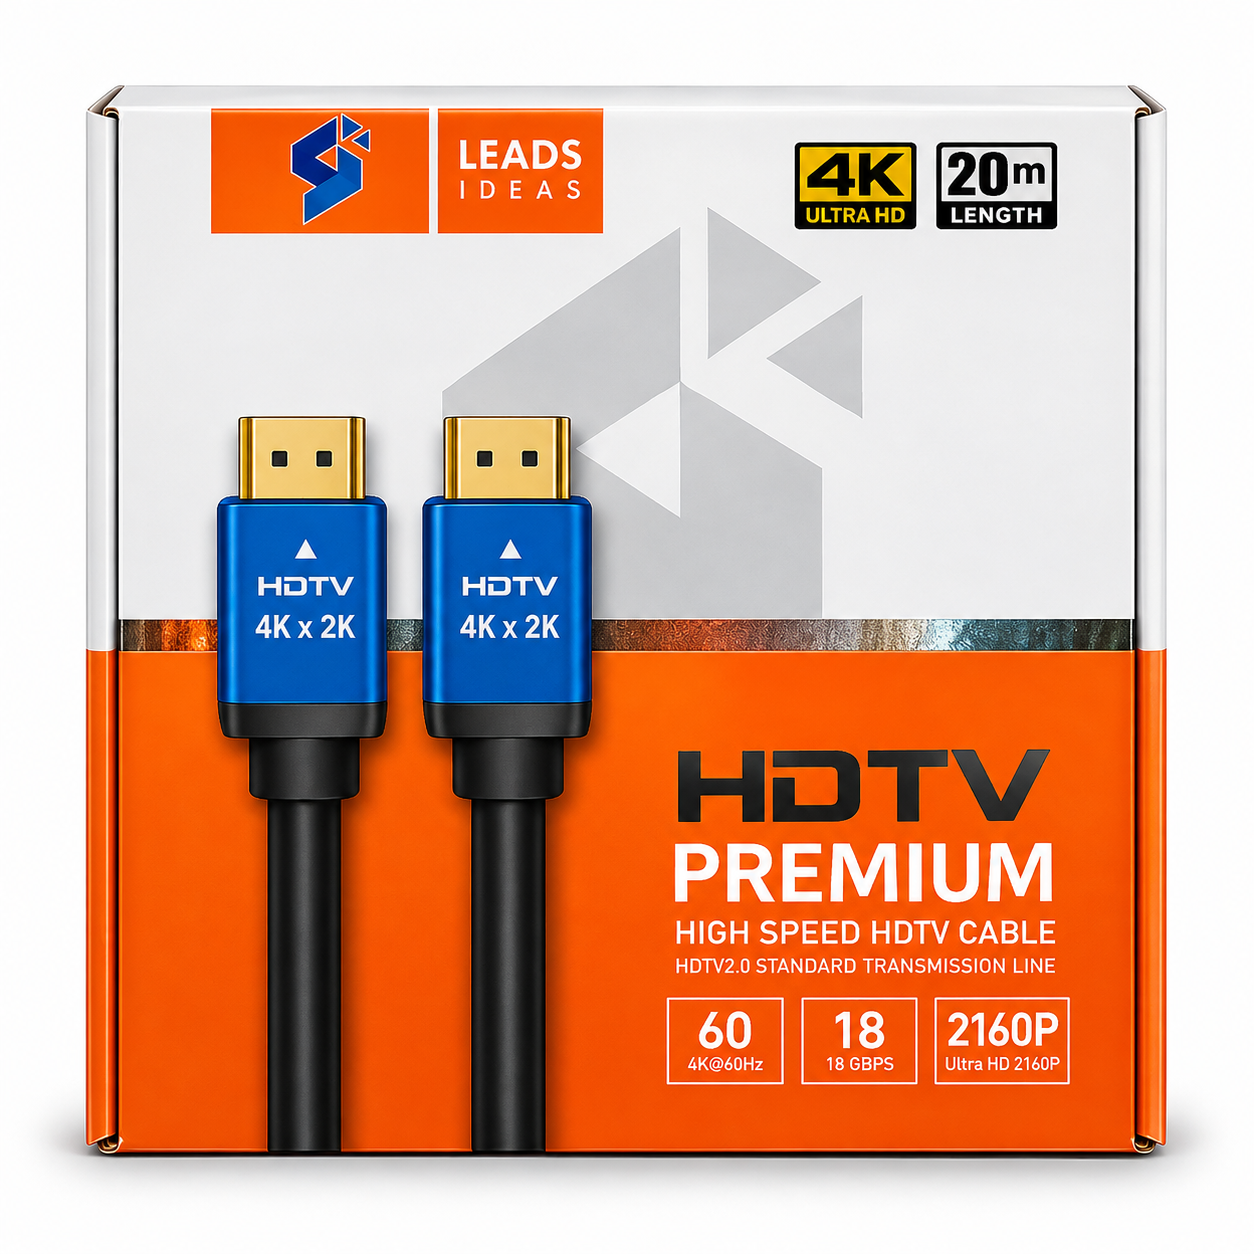 LEADS
IDEAS
4K
ULTRA HD
20m
LENGTH
HDTV
4K x 2K
HDTV
4K x 2K
HDTV
PREMIUM
HIGH SPEED HDTV CABLE
HDTV2.0 STANDARD TRANSMISSION LINE
60
4K@60Hz
18
18 GBPS
2160P
Ultra HD 2160P